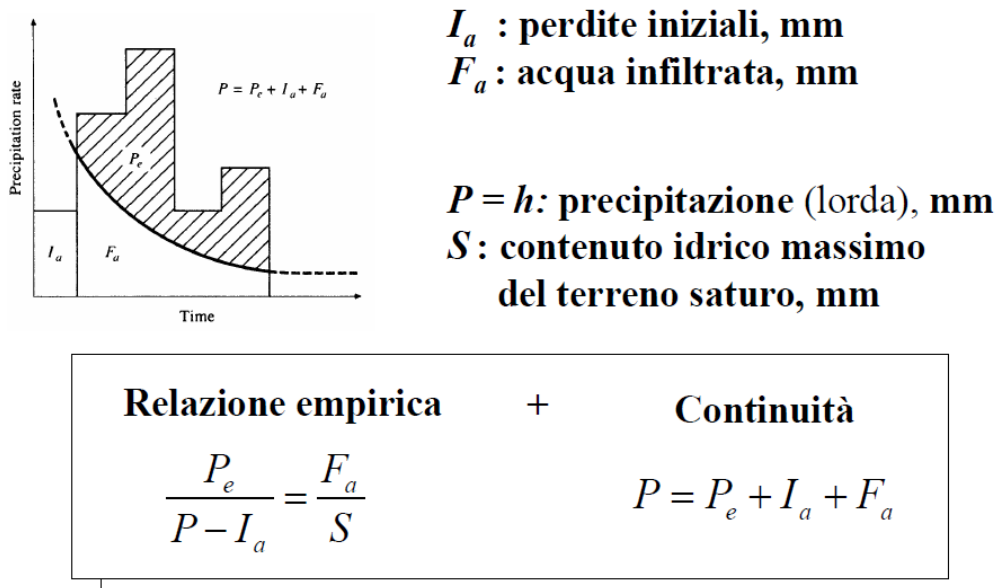 Precipitation rate
P = Pₑ + Iₐ + Fₐ
Pₑ
Iₐ
Fₐ
Time
Iₐ : perdite iniziali, mm
Fₐ : acqua infiltrata, mm
P = h: precipitazione (lorda), mm
S : contenuto idrico massimo
del terreno saturo, mm
Relazione empirica + Continuità
Pₑ / (P − Iₐ) = Fₐ / S
P = Pₑ + Iₐ + Fₐ